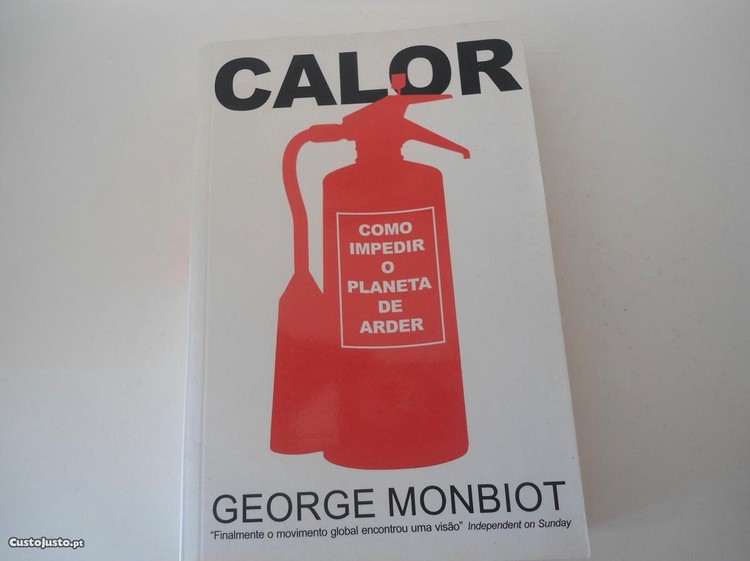 CALOR
COMO
IMPEDIR
O
PLANETA
DE
ARDER
GEORGE MONBIOT
"Finalmente o movimento global encontrou uma visão" Independent on Sunday
CustoJusto.pt